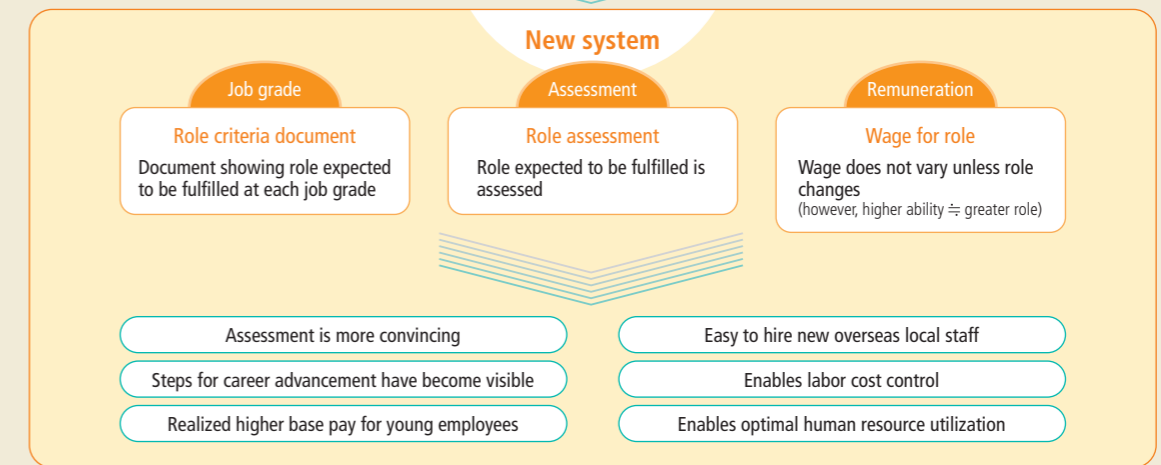 New system
Job grade
Role criteria document
Document showing role expected
to be fulfilled at each job grade
Assessment
Role assessment
Role expected to be fulfilled is
assessed
Remuneration
Wage for role
Wage does not vary unless role
changes
(however, higher ability ≒ greater role)
Assessment is more convincing
Steps for career advancement have become visible
Realized higher base pay for young employees
Easy to hire new overseas local staff
Enables labor cost control
Enables optimal human resource utilization